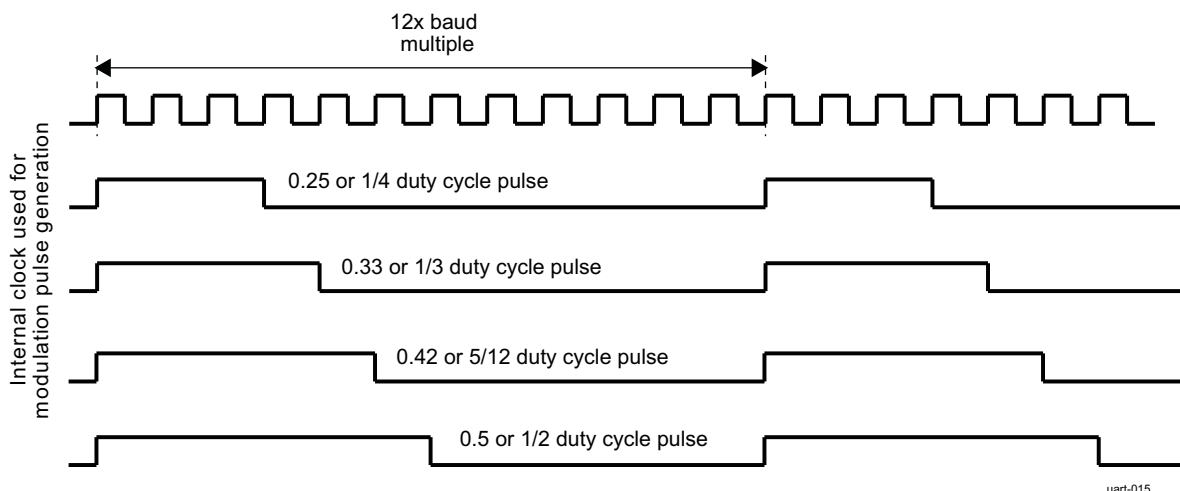 12x baud
multiple
Internal clock used for
modulation pulse generation
0.25 or 1/4 duty cycle pulse
0.33 or 1/3 duty cycle pulse
0.42 or 5/12 duty cycle pulse
0.5 or 1/2 duty cycle pulse
uart-015